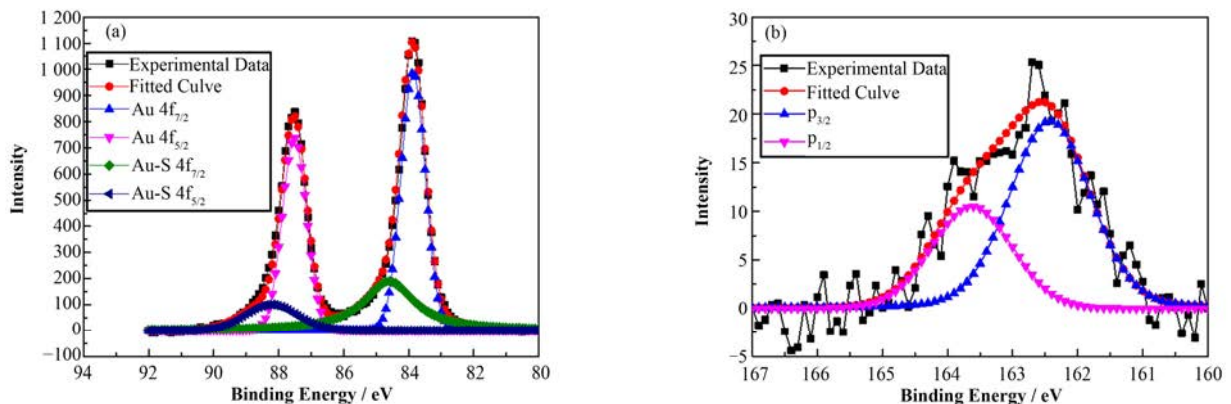 (a)
1 200
1 100
1 000
900
800
700
600
500
400
300
200
100
0
−100
94 92 90 88 86 84 82 80
Intensity
Binding Energy / eV
Experimental Data
Fitted Culve
Au 4f7/2
Au 4f5/2
Au-S 4f7/2
Au-S 4f5/2
(b)
30
25
20
15
10
5
0
−5
167 166 165 164 163 162 161 160
Intensity
Binding Energy / eV
Experimental Data
Fitted Culve
p3/2
p1/2